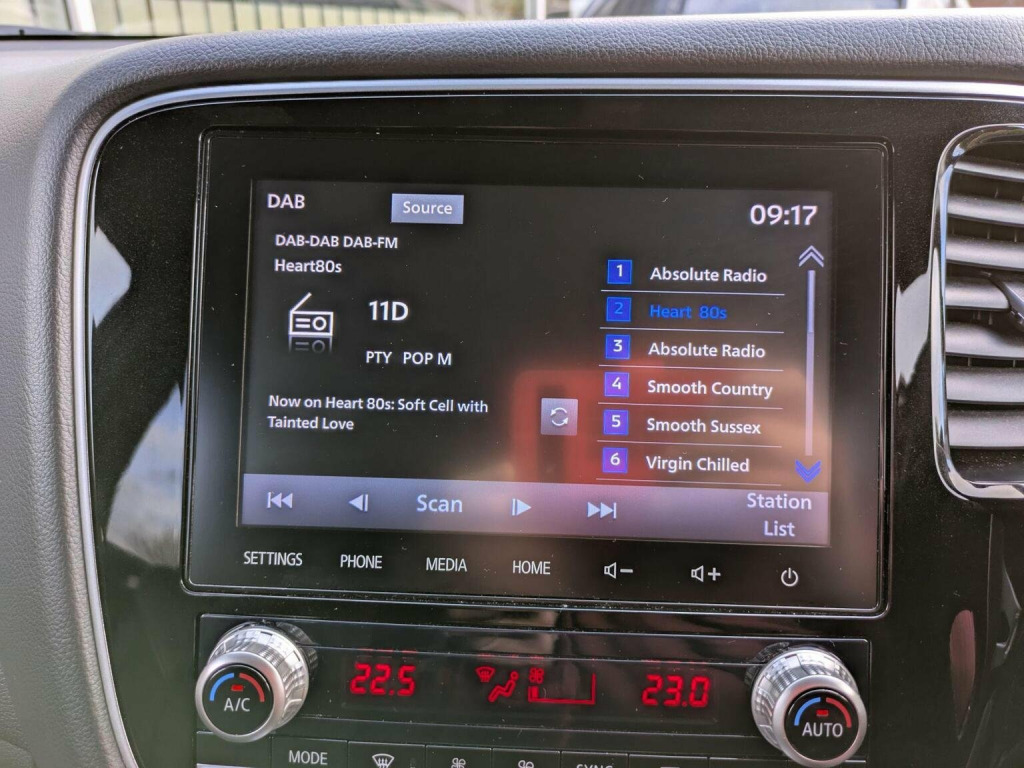 DAB
Source
09:17
DAB-DAB DAB-FM
Heart80s
11D
PTY POP M
Now on Heart 80s: Soft Cell with
Tainted Love
1 Absolute Radio
2 Heart 80s
3 Absolute Radio
4 Smooth Country
5 Smooth Sussex
6 Virgin Chilled
Scan
Station
List
SETTINGS PHONE MEDIA HOME
22.5 23.0
A/C AUTO
MODE SYNC